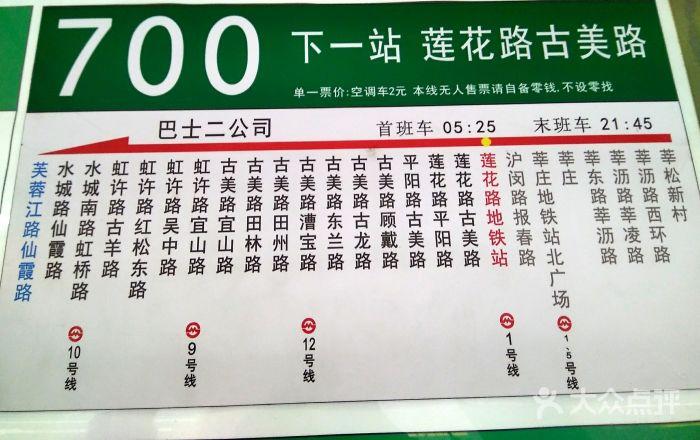 700
下一站 莲花路古美路
单一票价:空调车2元 本线无人售票请自备零钱,不设零找
巴士二公司 首班车 05:25 末班车 21:45
芙蓉江路仙霞路
水城路仙霞路
水城南路虹桥路
虹许路古羊路
虹许路红松东路
虹许路吴中路
虹许路宜山路
古美路宜山路
古美路田林路
古美路田州路
古美路漕宝路
古美路东兰路
古美路古龙路
古美路顾戴路
平阳路古美路
莲花路平阳路
莲花路古美路
莲花路地铁站
沪闵路报春路
莘庄地铁站北广场
莘庄
莘东路莘沥路
莘沥路莘凌路
莘沥路西环路
莘松新村
10号线
9号线
12号线
1号线
1、5号线
大众点评